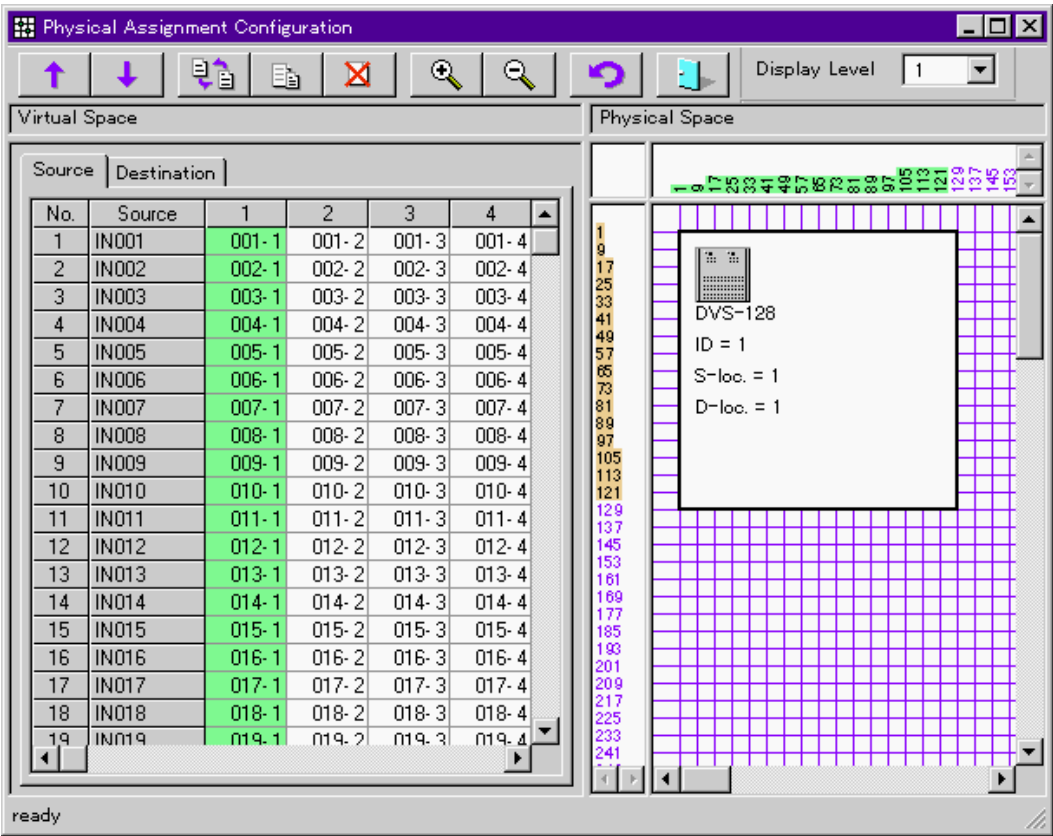 Physical Assignment Configuration
Display Level 1
Virtual Space
Physical Space
Source Destination
No. Source 1 2 3 4
1 IN001 001- 1 001- 2 001- 3 001- 4
2 IN002 002- 1 002- 2 002- 3 002- 4
3 IN003 003- 1 003- 2 003- 3 003- 4
4 IN004 004- 1 004- 2 004- 3 004- 4
5 IN005 005- 1 005- 2 005- 3 005- 4
6 IN006 006- 1 006- 2 006- 3 006- 4
7 IN007 007- 1 007- 2 007- 3 007- 4
8 IN008 008- 1 008- 2 008- 3 008- 4
9 IN009 009- 1 009- 2 009- 3 009- 4
10 IN010 010- 1 010- 2 010- 3 010- 4
11 IN011 011- 1 011- 2 011- 3 011- 4
12 IN012 012- 1 012- 2 012- 3 012- 4
13 IN013 013- 1 013- 2 013- 3 013- 4
14 IN014 014- 1 014- 2 014- 3 014- 4
15 IN015 015- 1 015- 2 015- 3 015- 4
16 IN016 016- 1 016- 2 016- 3 016- 4
17 IN017 017- 1 017- 2 017- 3 017- 4
18 IN018 018- 1 018- 2 018- 3 018- 4
19 IN019 019- 1 019- 2 019- 3 019- 4
1 9 17 25 33 41 49 57 65 73 81 89 97 105 113 121 129 137 145 153
1
9
17
25
33
41
49
57
65
73
81
89
97
105
113
121
129
137
145
153
161
169
177
185
193
201
209
217
225
233
241
DVS-128
ID = 1
S-loc. = 1
D-loc. = 1
ready